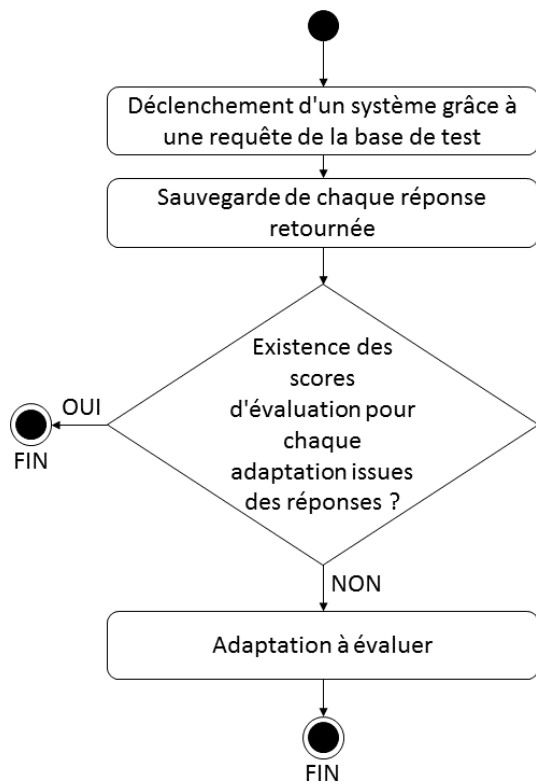 Déclenchement d'un système grâce à
une requête de la base de test
Sauvegarde de chaque réponse
retournée
Existence des
scores
d'évaluation pour
chaque
adaptation issues
des réponses ?
OUI
FIN
NON
Adaptation à évaluer
FIN